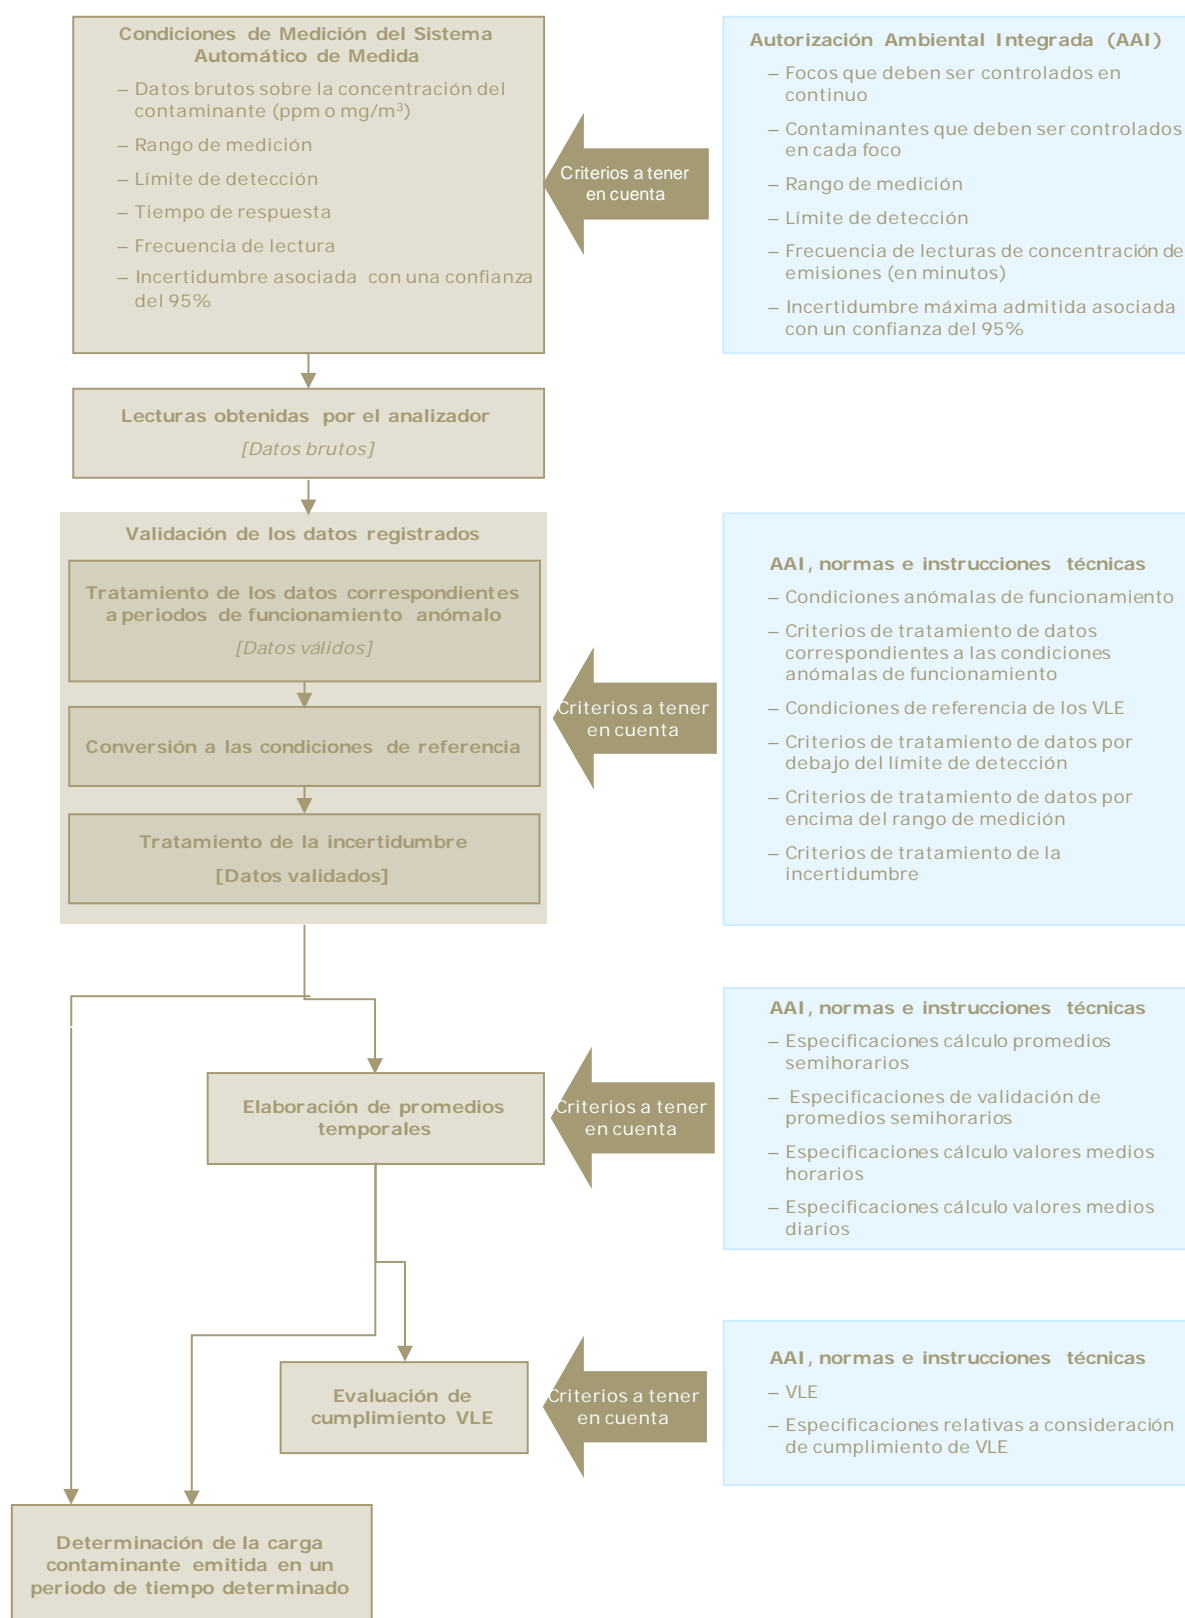 Condiciones de Medición del Sistema
Automático de Medida
– Datos brutos sobre la concentración del
contaminante (ppm o mg/m³)
– Rango de medición
– Límite de detección
– Tiempo de respuesta
– Frecuencia de lectura
– Incertidumbre asociada con una confianza
del 95%
Criterios a tener
en cuenta
Autorización Ambiental Integrada (AAI)
– Focos que deben ser controlados en
continuo
– Contaminantes que deben ser controlados
en cada foco
– Rango de medición
– Límite de detección
– Frecuencia de lecturas de concentración de
emisiones (en minutos)
– Incertidumbre máxima admitida asociada
con un confianza del 95%
Lecturas obtenidas por el analizador
[Datos brutos]
Validación de los datos registrados
Tratamiento de los datos correspondientes
a periodos de funcionamiento anómalo
[Datos válidos]
Conversión a las condiciones de referencia
Tratamiento de la incertidumbre
[Datos validados]
Criterios a tener
en cuenta
AAI, normas e instrucciones técnicas
– Condiciones anómalas de funcionamiento
– Criterios de tratamiento de datos
correspondientes a las condiciones
anómalas de funcionamiento
– Condiciones de referencia de los VLE
– Criterios de tratamiento de datos por
debajo del límite de detección
– Criterios de tratamiento de datos por
encima del rango de medición
– Criterios de tratamiento de la
incertidumbre
Elaboración de promedios
temporales
Criterios a tener
en cuenta
AAI, normas e instrucciones técnicas
– Especificaciones cálculo promedios
semihorarios
– Especificaciones de validación de
promedios semihorarios
– Especificaciones cálculo valores medios
horarios
– Especificaciones cálculo valores medios
diarios
Evaluación de
cumplimiento VLE
Criterios a tener
en cuenta
AAI, normas e instrucciones técnicas
– VLE
– Especificaciones relativas a consideración
de cumplimiento de VLE
Determinación de la carga
contaminante emitida en un
periodo de tiempo determinado